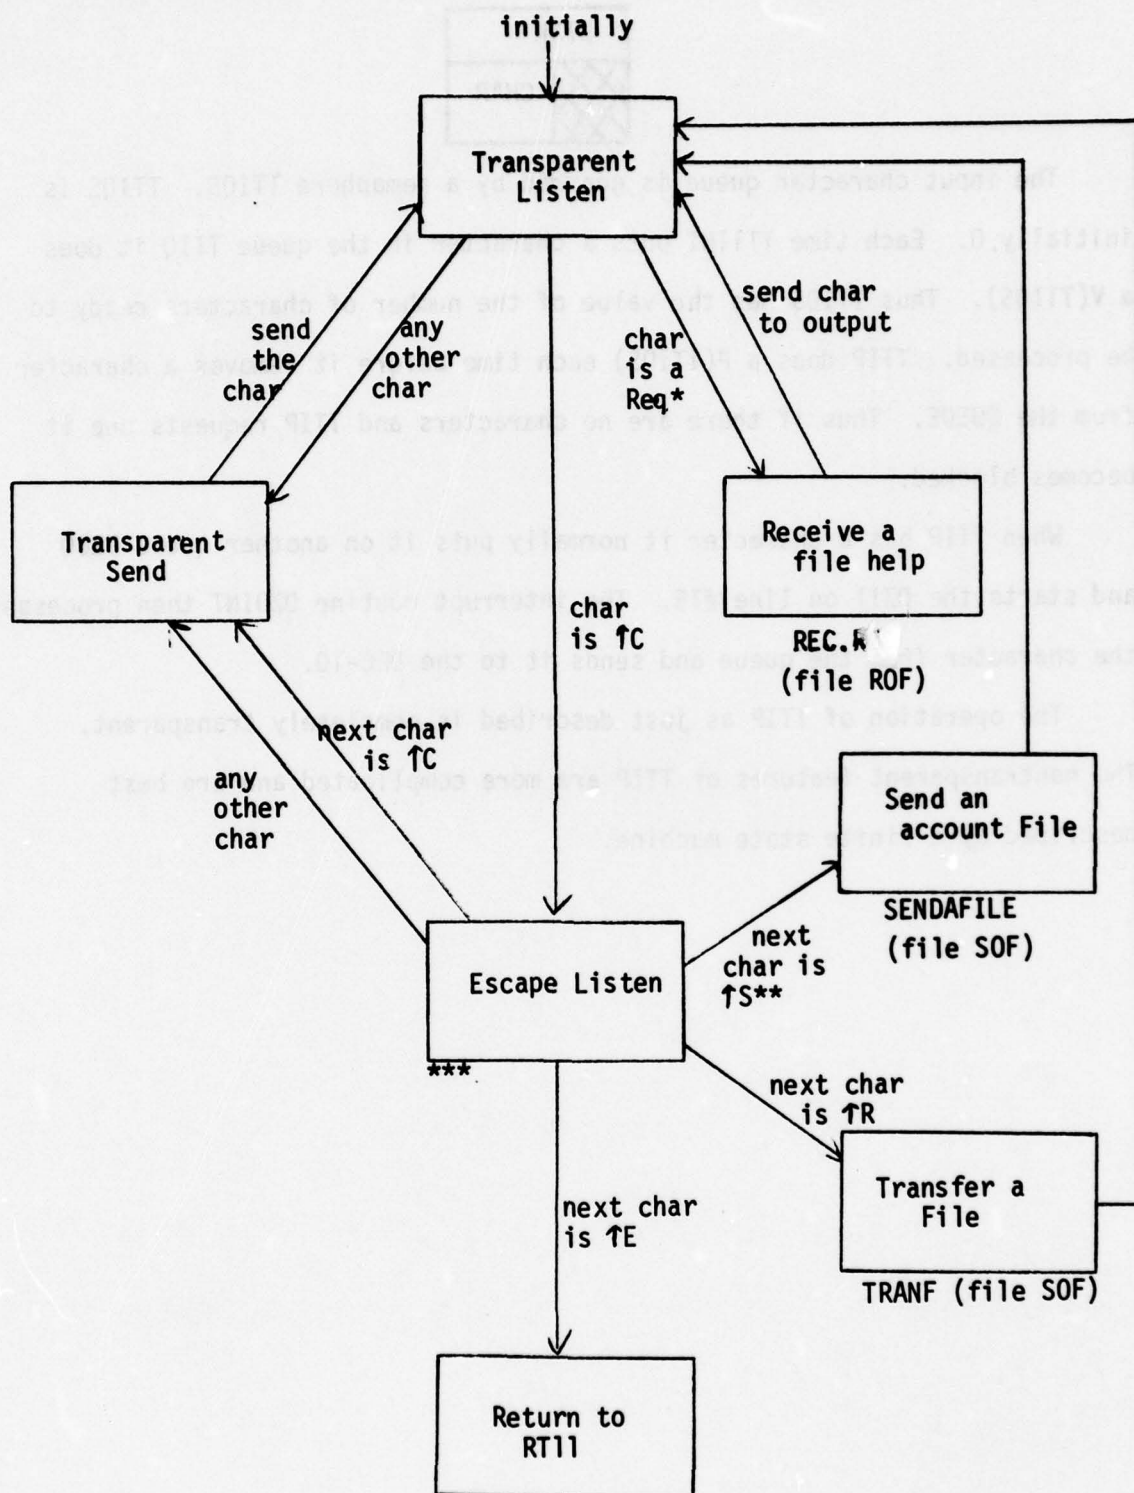 initially
Transparent
Listen
send
the
char
any
other
char
char
is a
Req*
send char
to output
Transparent
Send
Receive a
file help
(file ROF)
char
is ↑C
next char
is ↑C
any
other
char
Send an
account File
SENDAFILE
(file SOF)
next
char is
↑S**
Escape Listen
***
next char
is ↑R
Transfer a
File
TRANF (file SOF)
next char
is ↑E
Return to
RT11